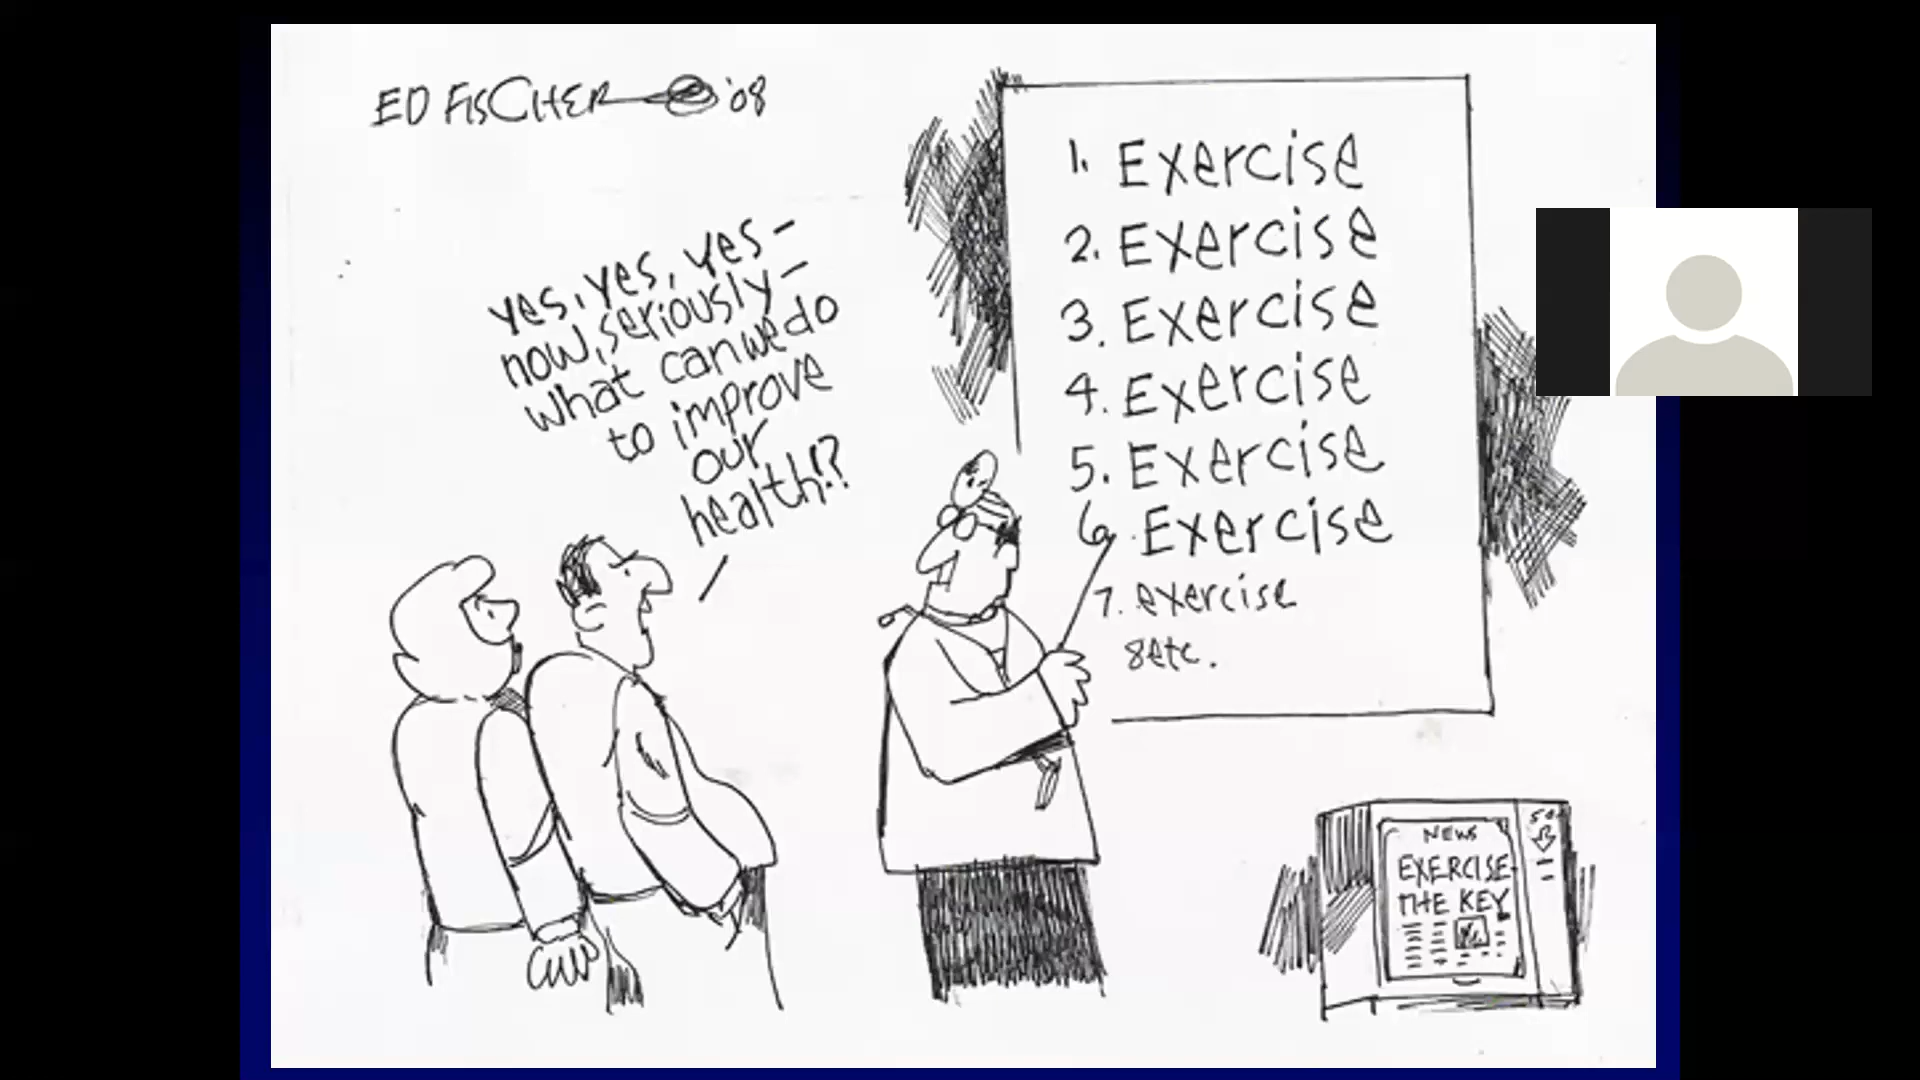 ED FISCHER '08
yes, yes, yes -
now, seriously -
what can we do
to improve
our
health!?
1. Exercise
2. Exercise
3. Exercise
4. Exercise
5. Exercise
6. Exercise
7. exercise
8 etc.
NEWS
EXERCISE
THE KEY